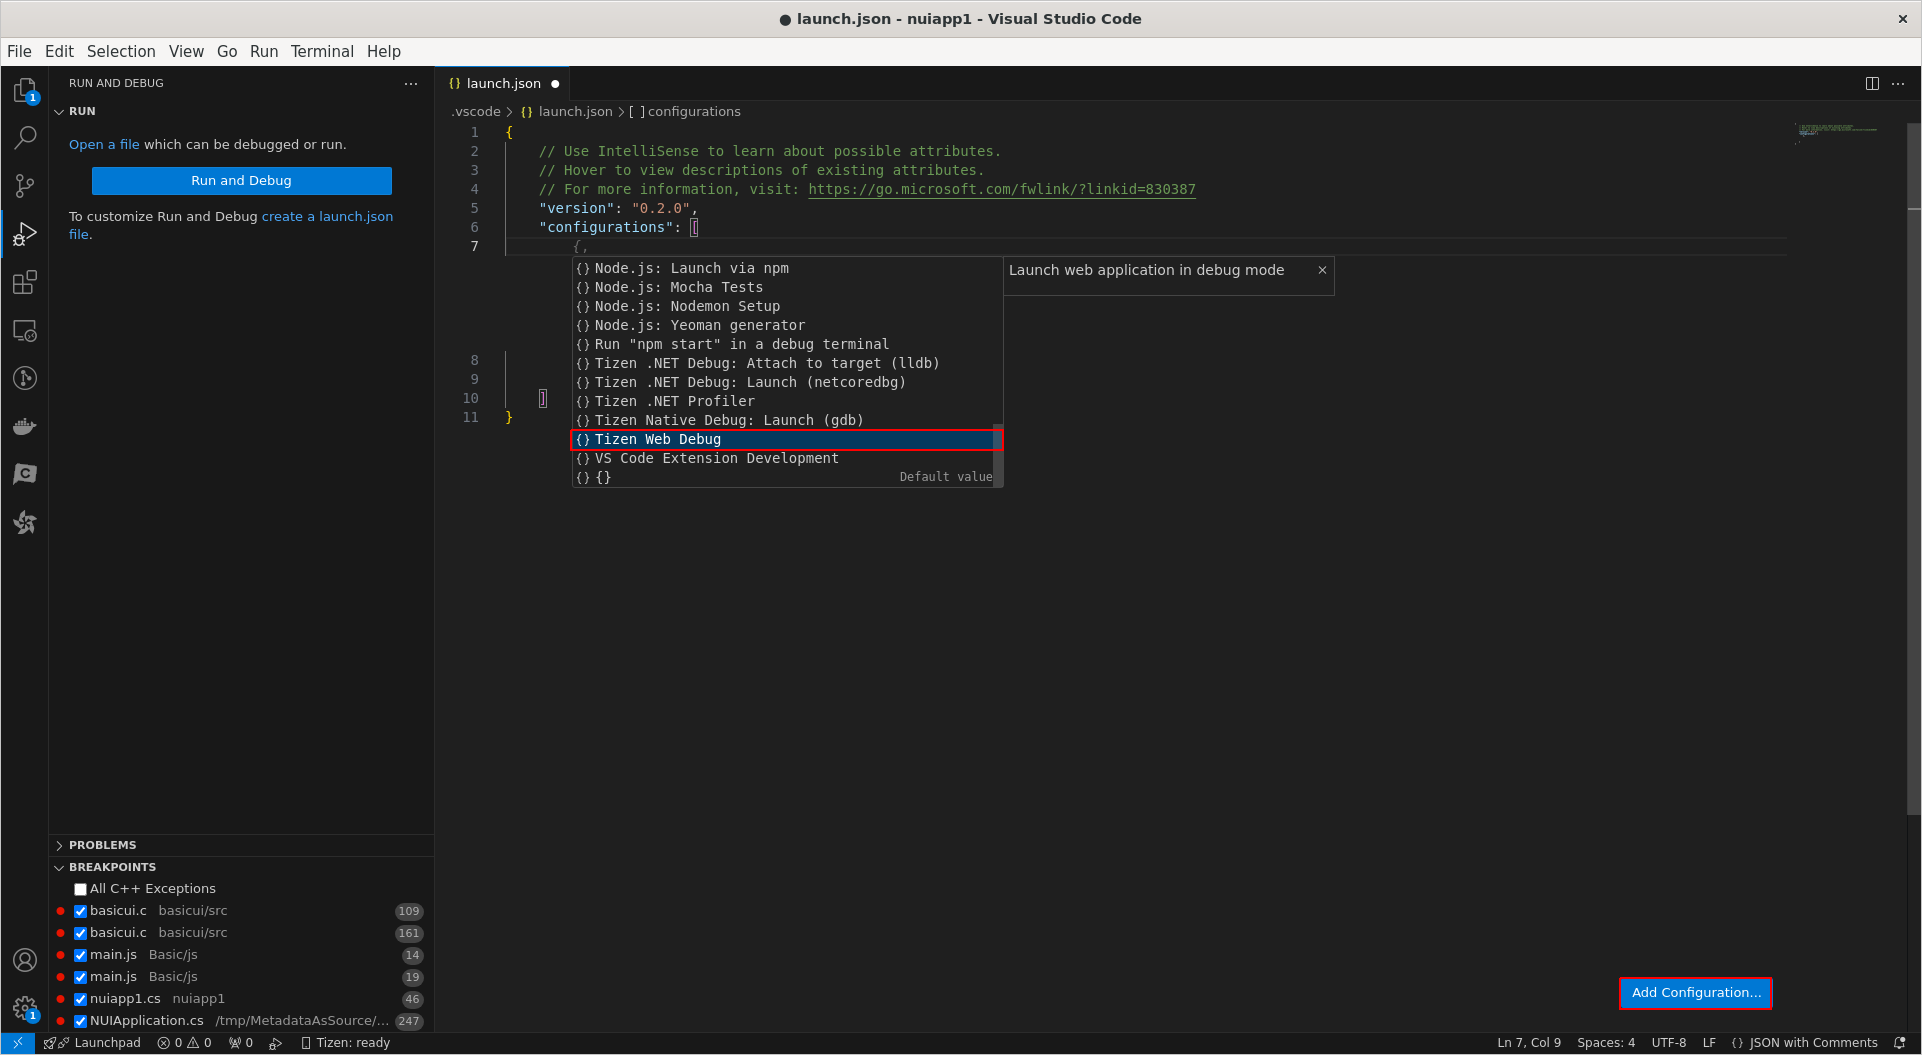 ● launch.json - nuiapp1 - Visual Studio Code ×
File Edit Selection View Go Run Terminal Help
RUN AND DEBUG ···
RUN
Open a file which can be debugged or run.
Run and Debug
To customize Run and Debug create a launch.json
file.
PROBLEMS
BREAKPOINTS
All C++ Exceptions
basicui.c basicui/src 109
basicui.c basicui/src 161
main.js Basic/js 14
main.js Basic/js 19
nuiapp1.cs nuiapp1 46
NUIApplication.cs /tmp/MetadataAsSource/... 247
1
1
{} launch.json ●
.vscode > {} launch.json > [ ] configurations
1 {
2 // Use IntelliSense to learn about possible attributes.
3 // Hover to view descriptions of existing attributes.
4 // For more information, visit: https://go.microsoft.com/fwlink/?linkid=830387
5 "version": "0.2.0",
6 "configurations": [
7 {,
{} Node.js: Launch via npm
{} Node.js: Mocha Tests
{} Node.js: Nodemon Setup
{} Node.js: Yeoman generator
{} Run "npm start" in a debug terminal
{} Tizen .NET Debug: Attach to target (lldb)
{} Tizen .NET Debug: Launch (netcoredbg)
{} Tizen .NET Profiler
{} Tizen Native Debug: Launch (gdb)
{} Tizen Web Debug
{} VS Code Extension Development
{} {} Default value
Launch web application in debug mode ×
8
9
10 ]
11 }
Add Configuration...
Launchpad 0 0 0 Tizen: ready
Ln 7, Col 9 Spaces: 4 UTF-8 LF {} JSON with Comments